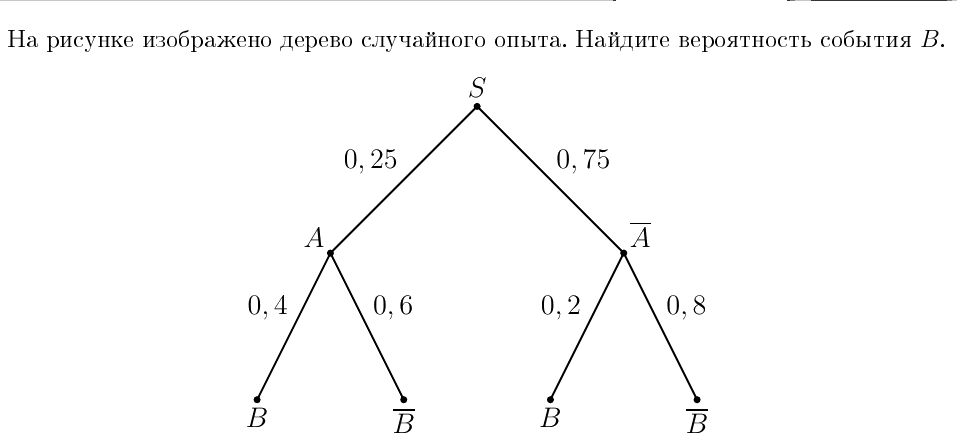 На рисунке изображено дерево случайного опыта. Найдите вероятность события B.
S
0, 25 0, 75
A A̅
0, 4 0, 6 0, 2 0, 8
B B̅ B B̅